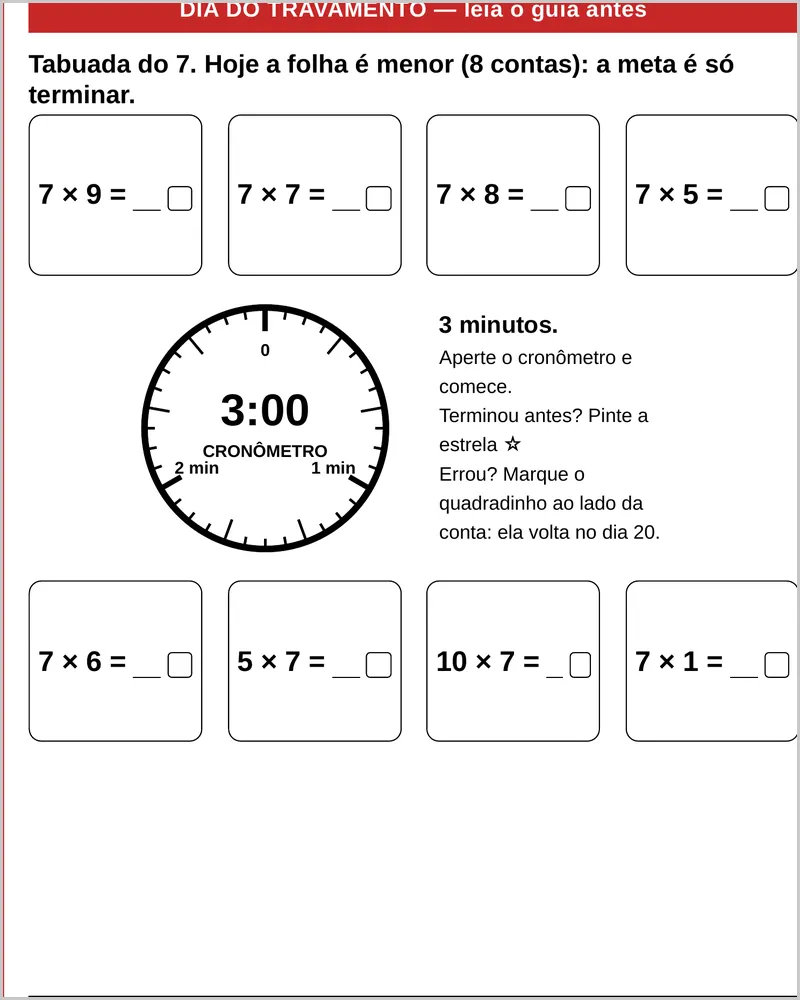 DIA DO TRAVAMENTO — leia o guia antes
Tabuada do 7. Hoje a folha é menor (8 contas): a meta é só
terminar.
7 × 9 = __
7 × 7 = __
7 × 8 = __
7 × 5 = __
0
3:00
CRONÔMETRO
2 min
1 min
3 minutos.
Aperte o cronômetro e
comece.
Terminou antes? Pinte a
estrela ☆
Errou? Marque o
quadradinho ao lado da
conta: ela volta no dia 20.
7 × 6 = __
5 × 7 = __
10 × 7 = _
7 × 1 = __